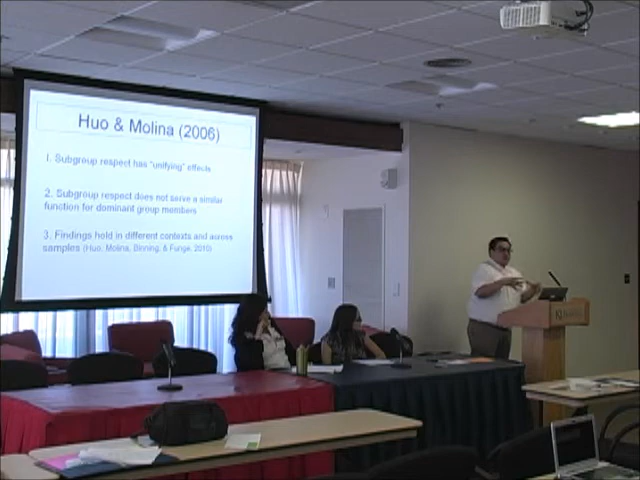 Huo & Molina (2006)
1. Subgroup respect has "unifying" effects
2. Subgroup respect does not serve a similar
function for dominant group members
3. Findings hold in different contexts and across
samples (Huo, Molina, Binning, & Funge, 2010)